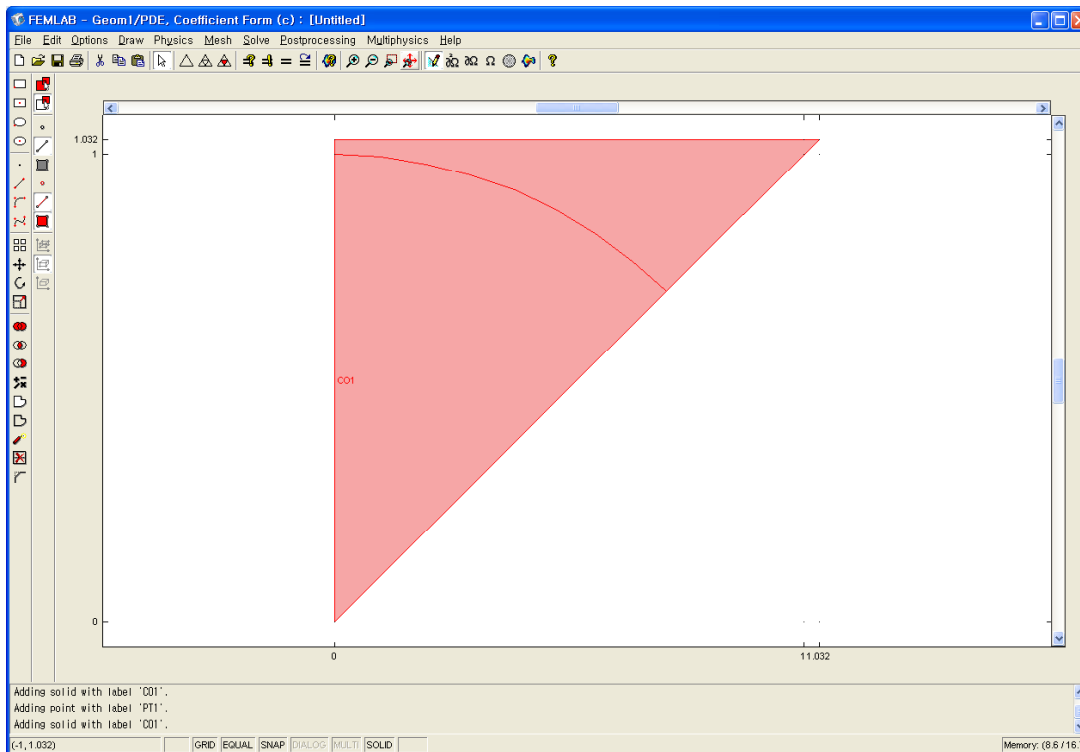 FEMLAB - Geom1/PDE, Coefficient Form (c) : [Untitled]
File Edit Options Draw Physics Mesh Solve Postprocessing Multiphysics Help
1.032
1
CO1
0
0 11.032
Adding solid with label 'CO1'.
Adding point with label 'PT1'.
Adding solid with label 'CO1'.
(-1, 1.032) GRID EQUAL SNAP DIALOG MULTI SOLID Memory: (8.6 / 16.